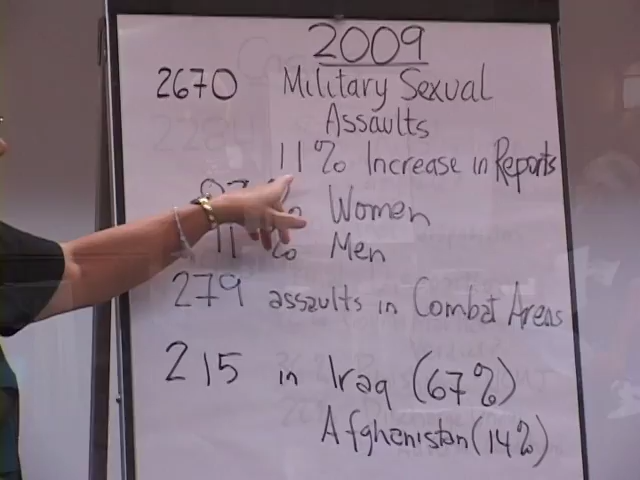 2009
2670 Military Sexual
Assaults
11% Increase in Reports
% Women
11% Men
279 assaults in Combat Areas
215 in Iraq (67%)
Afghanistan (14%)